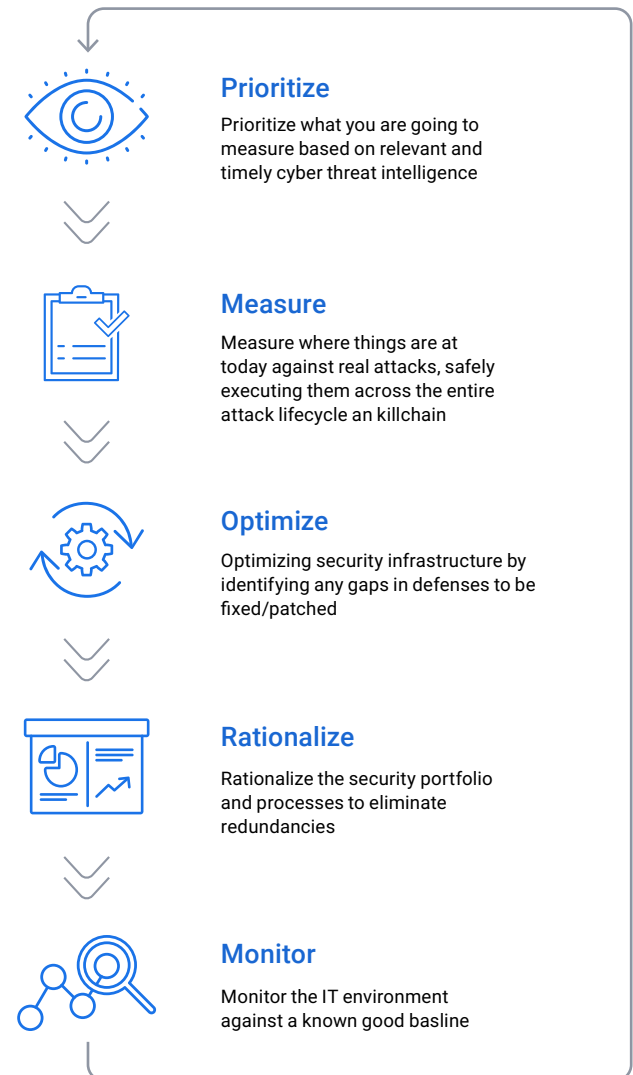 Prioritize
Prioritize what you are going to
measure based on relevant and
timely cyber threat intelligence
Measure
Measure where things are at
today against real attacks, safely
executing them across the entire
attack lifecycle an killchain
Optimize
Optimizing security infrastructure by
identifying any gaps in defenses to be
fixed/patched
Rationalize
Rationalize the security portfolio
and processes to eliminate
redundancies
Monitor
Monitor the IT environment
against a known good basline